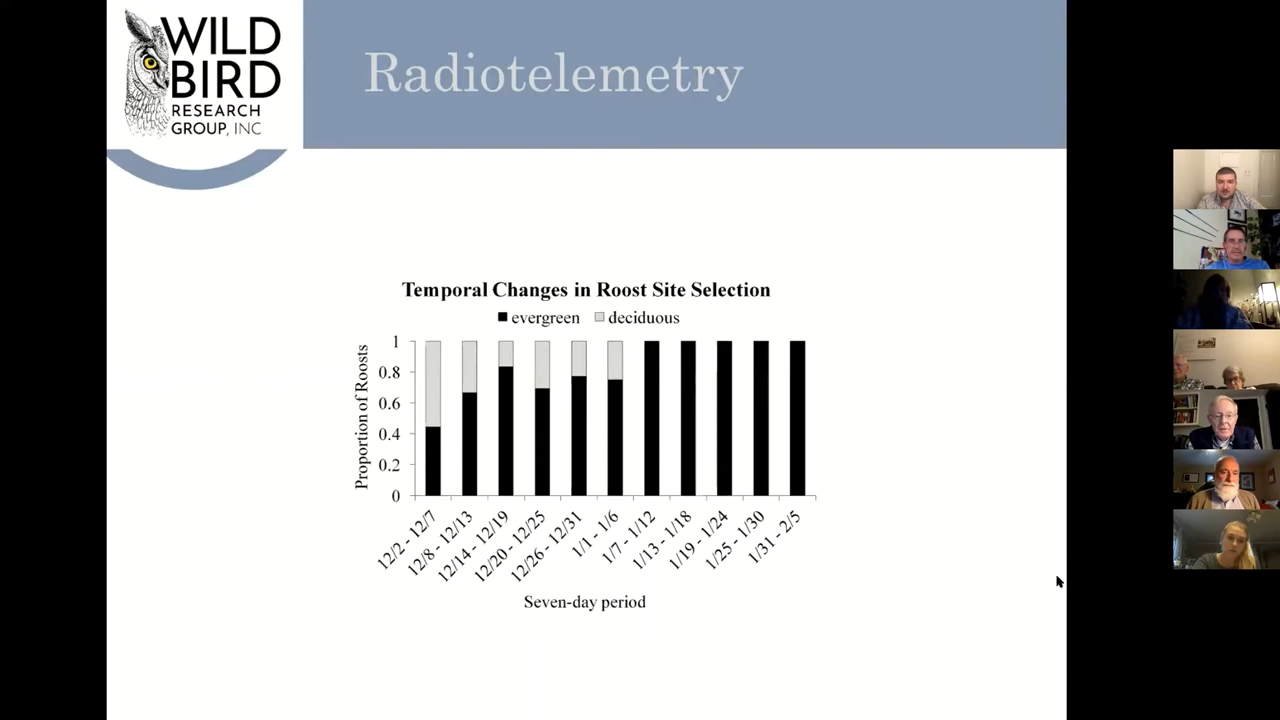 WILD
BIRD
RESEARCH
GROUP, INC
Radiotelemetry
Temporal Changes in Roost Site Selection
evergreen deciduous
Proportion of Roosts
1
0.8
0.6
0.4
0.2
0
12/2 - 12/7
12/8 - 12/13
12/14 - 12/19
12/20 - 12/25
12/26 - 12/31
1/1 - 1/6
1/7 - 1/12
1/13 - 1/18
1/19 - 1/24
1/25 - 1/30
1/31 - 2/5
Seven-day period